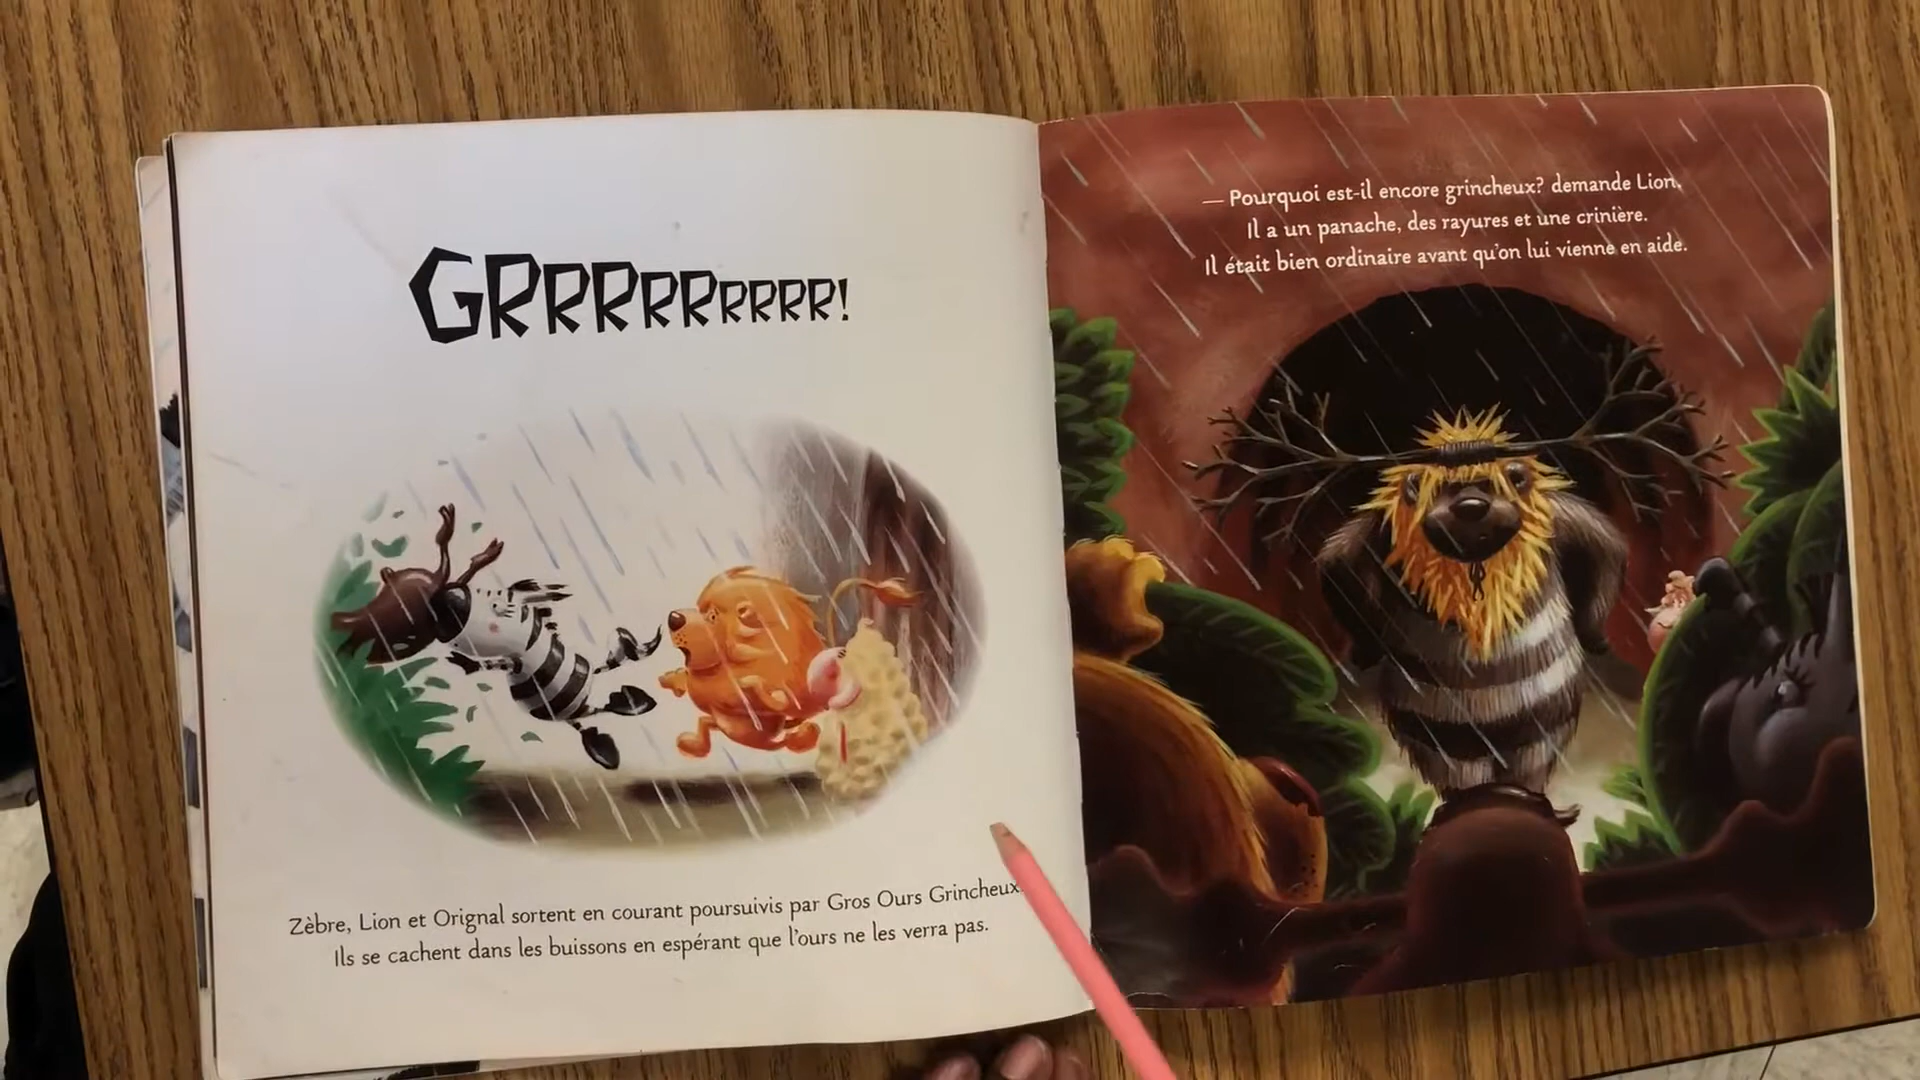 GRRRRRRRRR!
Zèbre, Lion et Orignal sortent en courant poursuivis par Gros Ours Grincheux.
Ils se cachent dans les buissons en espérant que l'ours ne les verra pas.
— Pourquoi est-il encore grincheux? demande Lion.
Il a un panache, des rayures et une crinière.
Il était bien ordinaire avant qu'on lui vienne en aide.